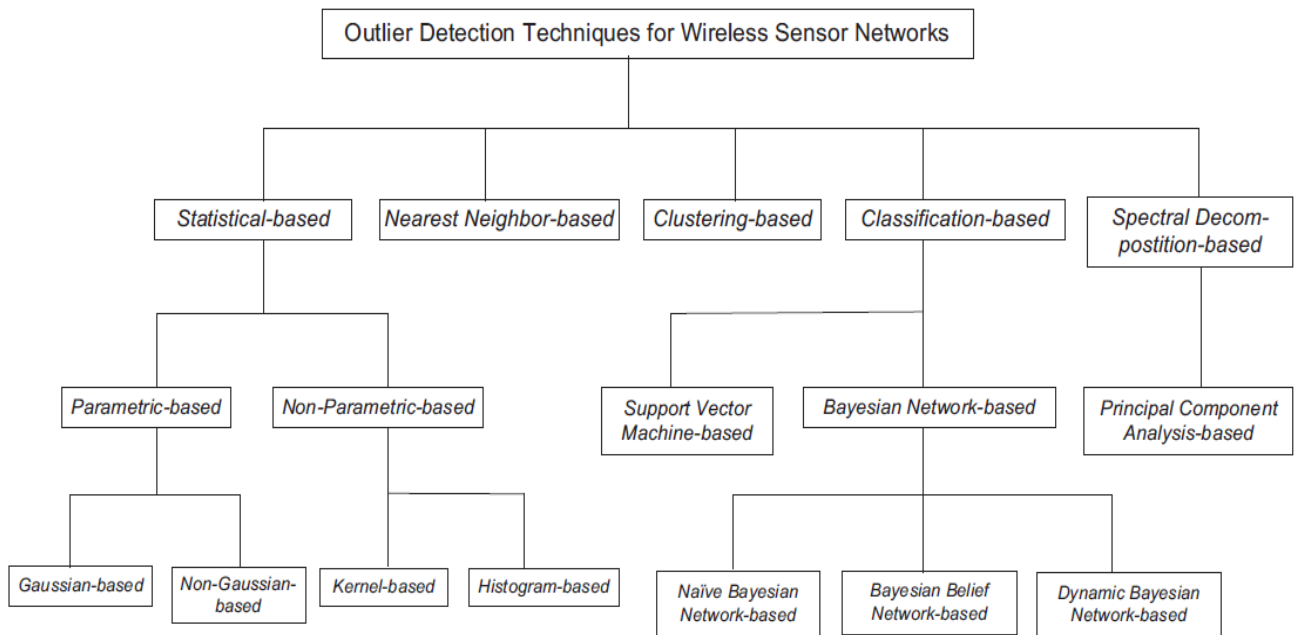 Outlier Detection Techniques for Wireless Sensor Networks
Statistical-based
Nearest Neighbor-based
Clustering-based
Classification-based
Spectral Decom-
postition-based
Parametric-based
Non-Parametric-based
Support Vector
Machine-based
Bayesian Network-based
Principal Component
Analysis-based
Gaussian-based
Non-Gaussian-
based
Kernel-based
Histogram-based
Naïve Bayesian
Network-based
Bayesian Belief
Network-based
Dynamic Bayesian
Network-based